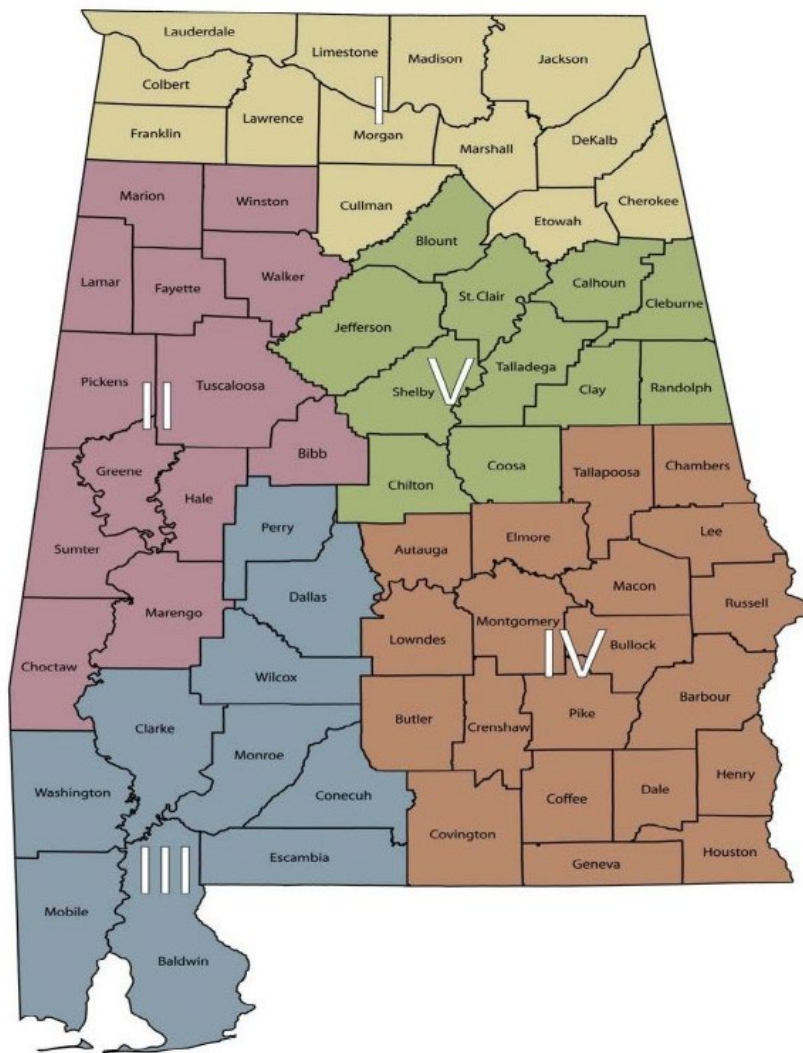 Lauderdale
Limestone
Madison
Jackson
Colbert
I
Lawrence
Franklin
Morgan
Marshall
DeKalb
Marion
Winston
Cullman
Etowah
Cherokee
Blount
Lamar
Fayette
Walker
St. Clair
Calhoun
Cleburne
Jefferson
Pickens
II
Tuscaloosa
Shelby
V
Talladega
Clay
Randolph
Greene
Hale
Bibb
Chilton
Coosa
Tallapoosa
Chambers
Sumter
Perry
Autauga
Elmore
Lee
Marengo
Dallas
Macon
Russell
Choctaw
Lowndes
Montgomery
IV
Bullock
Wilcox
Clarke
Butler
Crenshaw
Pike
Barbour
Monroe
Washington
Conecuh
Coffee
Dale
Henry
Covington
Escambia
Geneva
Houston
III
Mobile
Baldwin